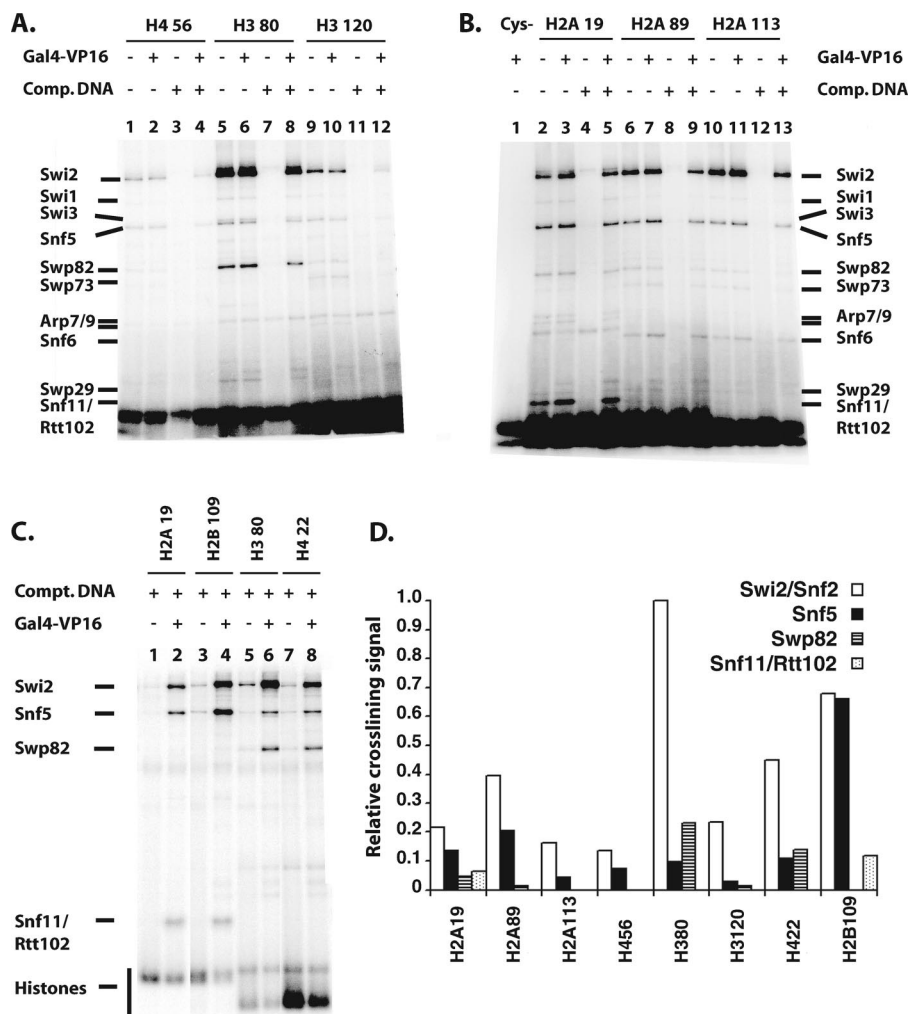 A.
H4 56 H3 80 H3 120
Gal4-VP16 - + - + - + - + - + - +
Comp. DNA - - + + - - + + - - + +
1 2 3 4 5 6 7 8 9 10 11 12
Swi2
Swi1
Swi3
Snf5
Swp82
Swp73
Arp7/9
Snf6
Swp29
Snf11/
Rtt102
B.
Cys- H2A 19 H2A 89 H2A 113
+ - + - + - + - + - + - + Gal4-VP16
- - - + + - - + + - - + + Comp. DNA
1 2 3 4 5 6 7 8 9 10 11 12 13
Swi2
Swi1
Swi3
Snf5
Swp82
Swp73
Arp7/9
Snf6
Swp29
Snf11/
Rtt102
C.
H2A 19 H2B 109 H3 80 H4 22
Compt. DNA + + + + + + + +
Gal4-VP16 - + - + - + - +
1 2 3 4 5 6 7 8
Swi2
Snf5
Swp82
Snf11/
Rtt102
Histones
D.
Swi2/Snf2
Snf5
Swp82
Snf11/Rtt102
Relative crosslining signal
1.0
0.9
0.7
0.6
0.5
0.4
0.3
0.2
0.1
0
H2A19 H2A89 H2A113 H456 H380 H3120 H422 H2B109